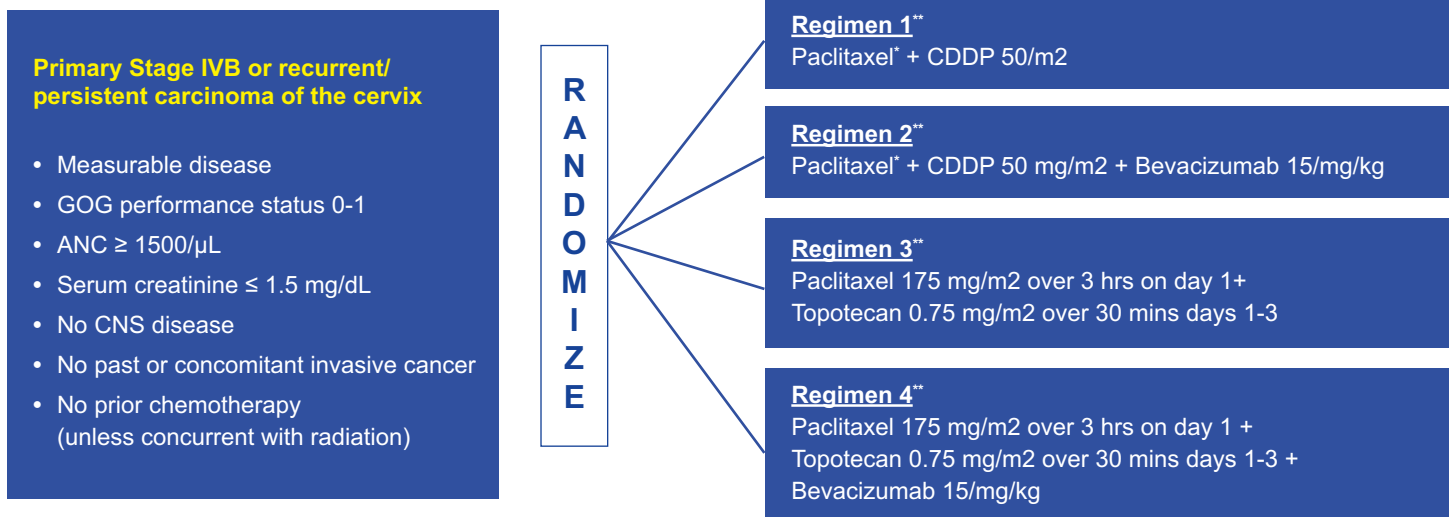 Primary Stage IVB or recurrent/
persistent carcinoma of the cervix
• Measurable disease
• GOG performance status 0-1
• ANC ≥ 1500/µL
• Serum creatinine ≤ 1.5 mg/dL
• No CNS disease
• No past or concomitant invasive cancer
• No prior chemotherapy
(unless concurrent with radiation)
R
A
N
D
O
M
I
Z
E
Regimen 1**
Paclitaxel* + CDDP 50/m2
Regimen 2**
Paclitaxel* + CDDP 50 mg/m2 + Bevacizumab 15/mg/kg
Regimen 3**
Paclitaxel 175 mg/m2 over 3 hrs on day 1+
Topotecan 0.75 mg/m2 over 30 mins days 1-3
Regimen 4**
Paclitaxel 175 mg/m2 over 3 hrs on day 1 +
Topotecan 0.75 mg/m2 over 30 mins days 1-3 +
Bevacizumab 15/mg/kg